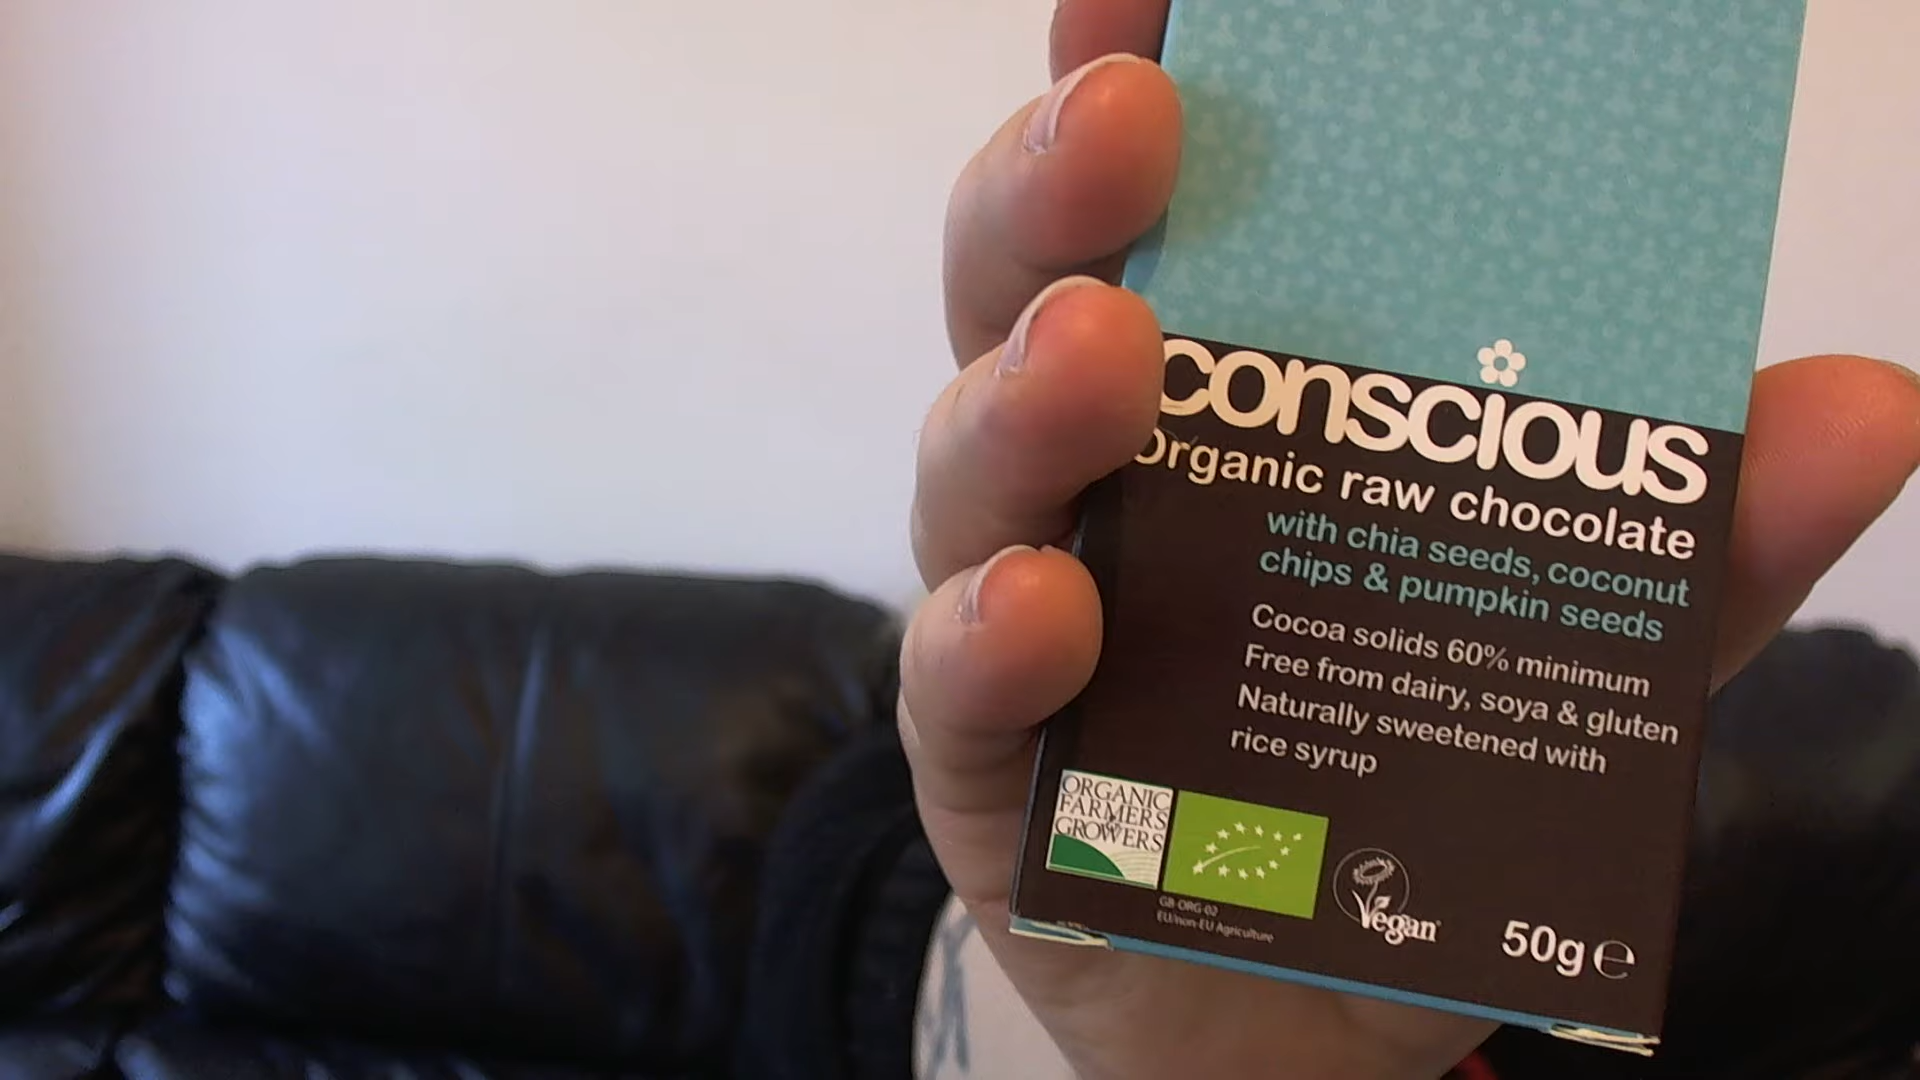 conscious
Organic raw chocolate
with chia seeds, coconut
chips & pumpkin seeds
Cocoa solids 60% minimum
Free from dairy, soya & gluten
Naturally sweetened with
rice syrup
ORGANIC
FARMERS
GROWERS
GB-ORG-02
EU/non-EU Agriculture
Vegan
50g e